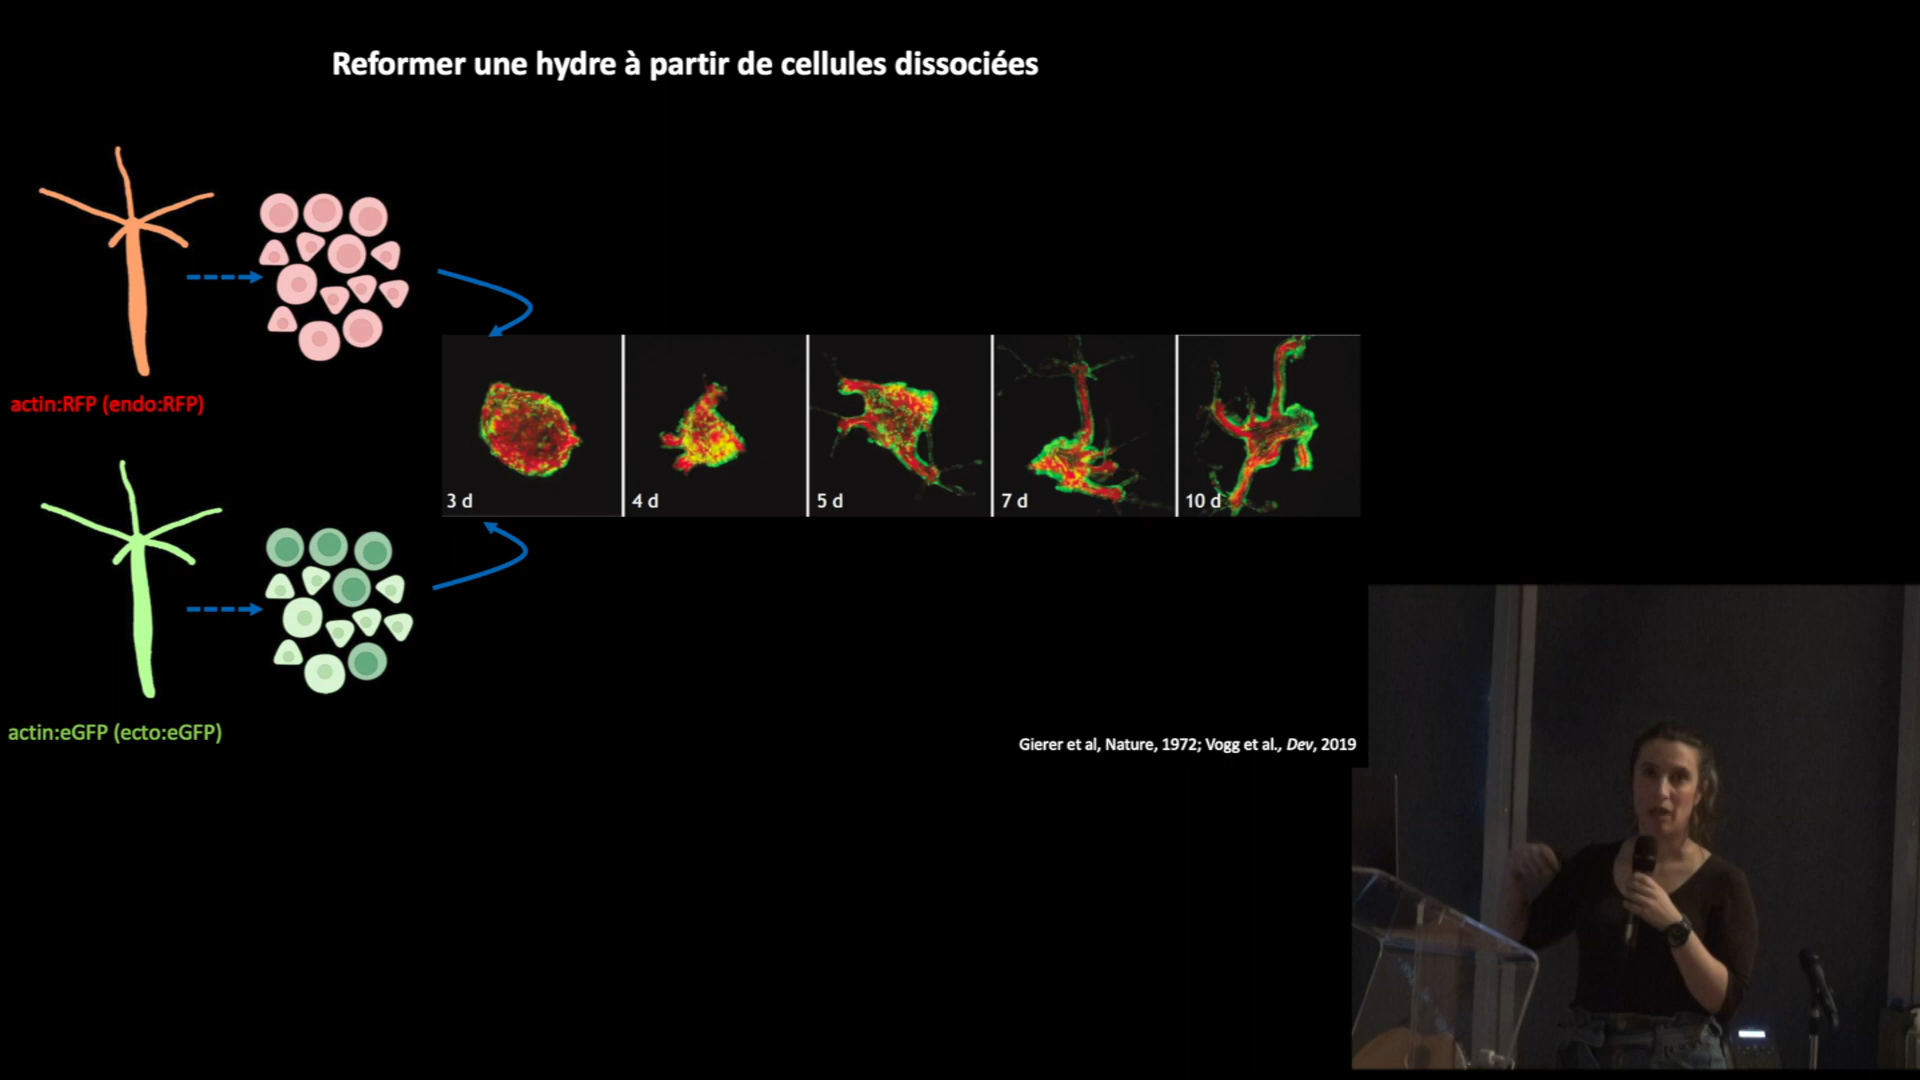 Reformer une hydre à partir de cellules dissociées
actin:RFP (endo:RFP)
3 d
4 d
5 d
7 d
10 d
actin:eGFP (ecto:eGFP)
Gierer et al, Nature, 1972; Vogg et al., Dev, 2019